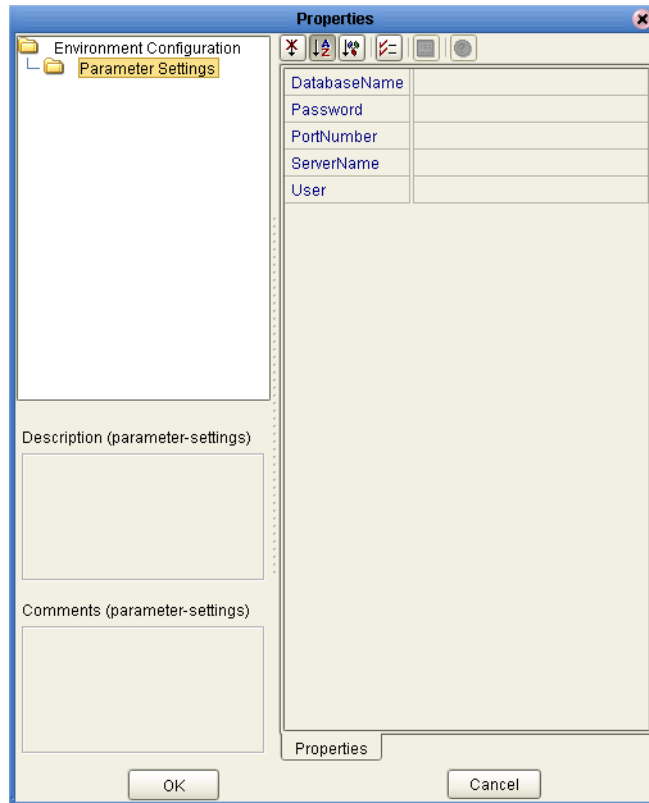 Properties
Environment Configuration
Parameter Settings
DatabaseName
Password
PortNumber
ServerName
User
Description (parameter-settings)
Comments (parameter-settings)
Properties
OK
Cancel